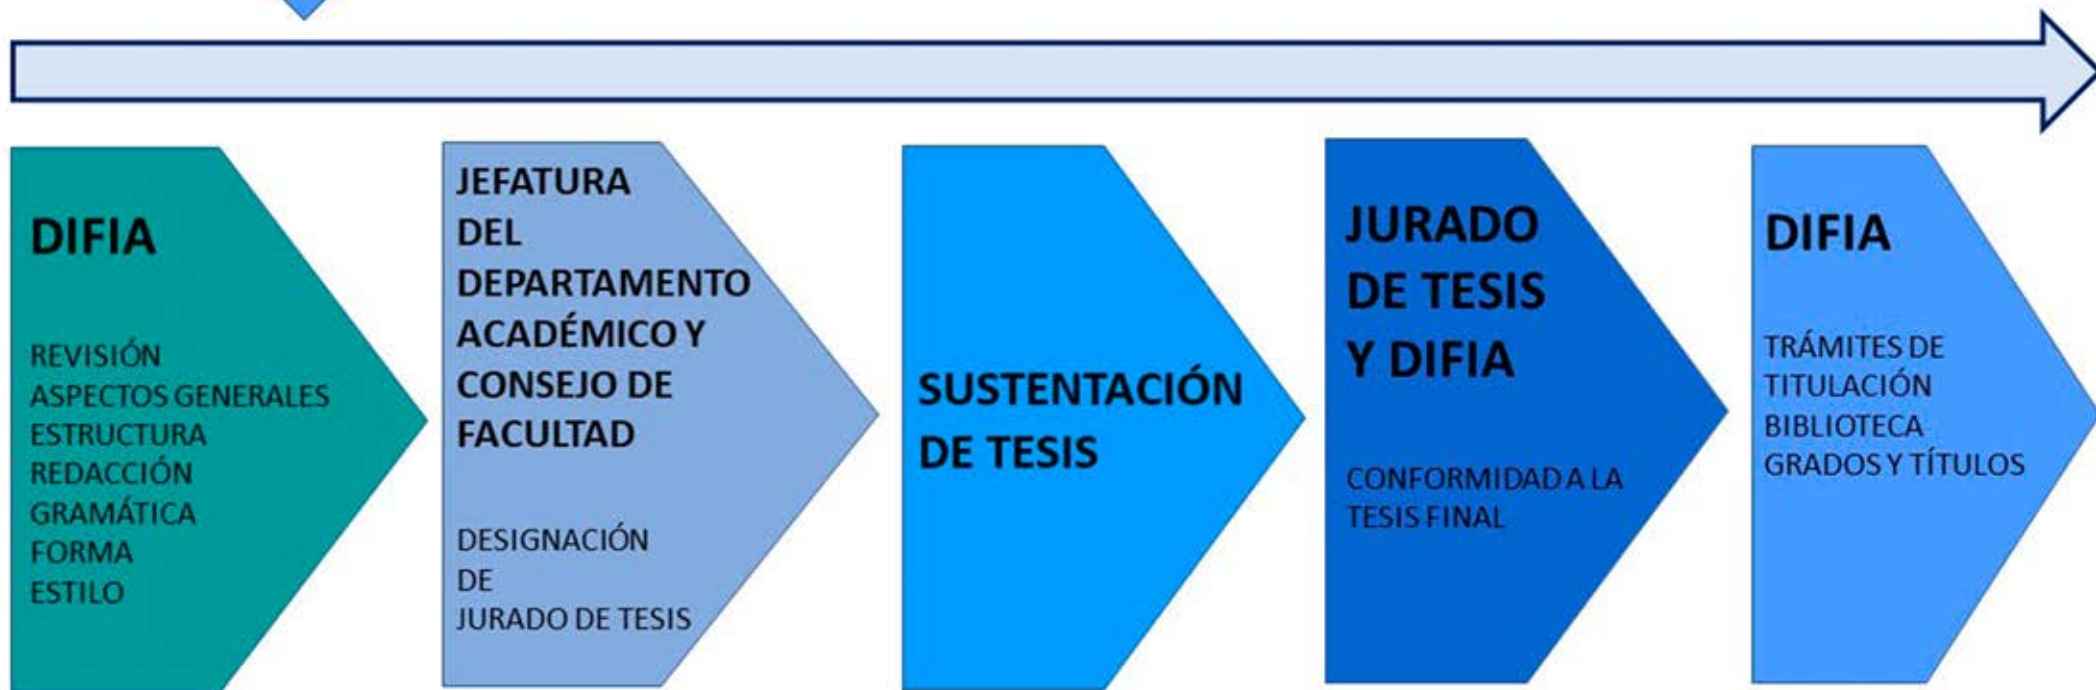 DIFIA
REVISIÓN
ASPECTOS GENERALES
ESTRUCTURA
REDACCIÓN
GRAMÁTICA
FORMA
ESTILO
JEFATURA
DEL
DEPARTAMENTO
ACADÉMICO Y
CONSEJO DE
FACULTAD
DESIGNACIÓN
DE
JURADO DE TESIS
SUSTENTACIÓN
DE TESIS
JURADO
DE TESIS
Y DIFIA
CONFORMIDAD A LA
TESIS FINAL
DIFIA
TRÁMITES DE
TITULACIÓN
BIBLIOTECA
GRADOS Y TÍTULOS